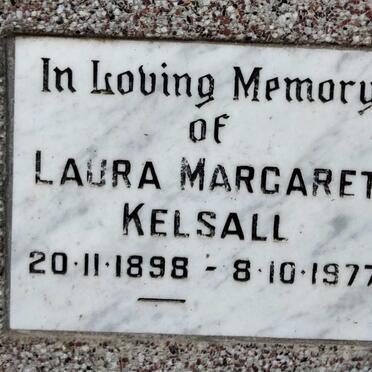 In Loving Memory
of
LAURA MARGARET
KELSALL
20·11·1898 - 8·10·1977